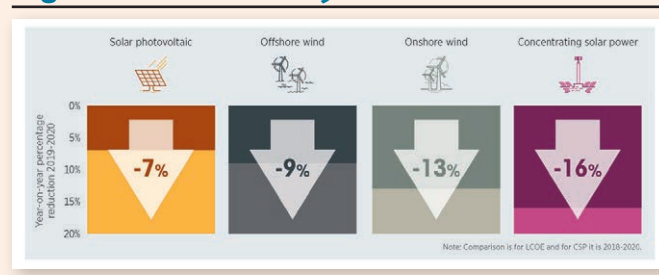 Solar photovoltaic
Offshore wind
Onshore wind
Concentrating solar power
Year-on-year percentage
reduction 2019-2020
0%
5%
10%
15%
20%
-7%
-9%
-13%
-16%
Note: Comparison is for LCOE and for CSP it is 2018-2020.